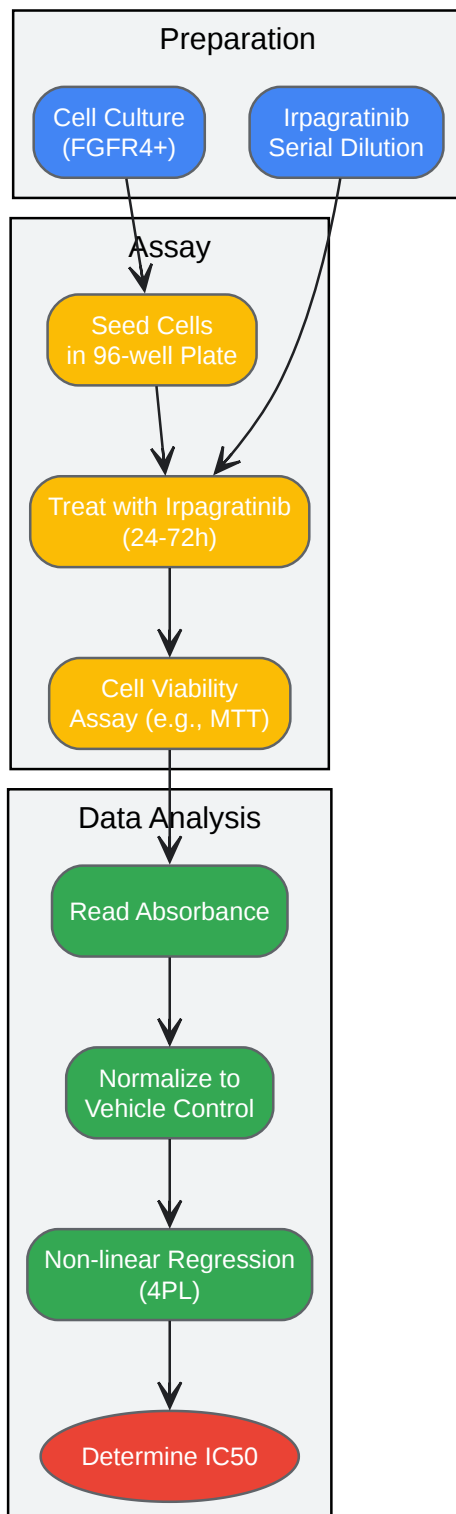 Preparation
Cell Culture
(FGFR4+)
Irpagratinib
Serial Dilution
Assay
Seed Cells
in 96-well Plate
Treat with Irpagratinib
(24-72h)
Cell Viability
Assay (e.g., MTT)
Data Analysis
Read Absorbance
Normalize to
Vehicle Control
Non-linear Regression
(4PL)
Determine IC50